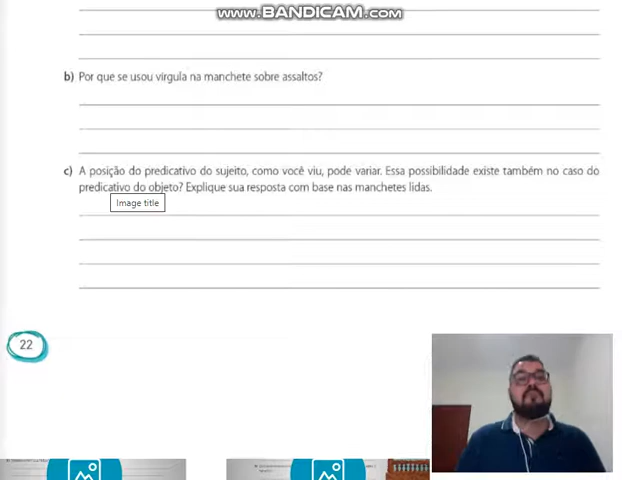 www.BANDICAM.com
b) Por que se usou vírgula na manchete sobre assaltos?
c) A posição do predicativo do sujeito, como você viu, pode variar. Essa possibilidade existe também no caso do
predicativo do objeto? Explique sua resposta com base nas manchetes lidas.
Image title
22